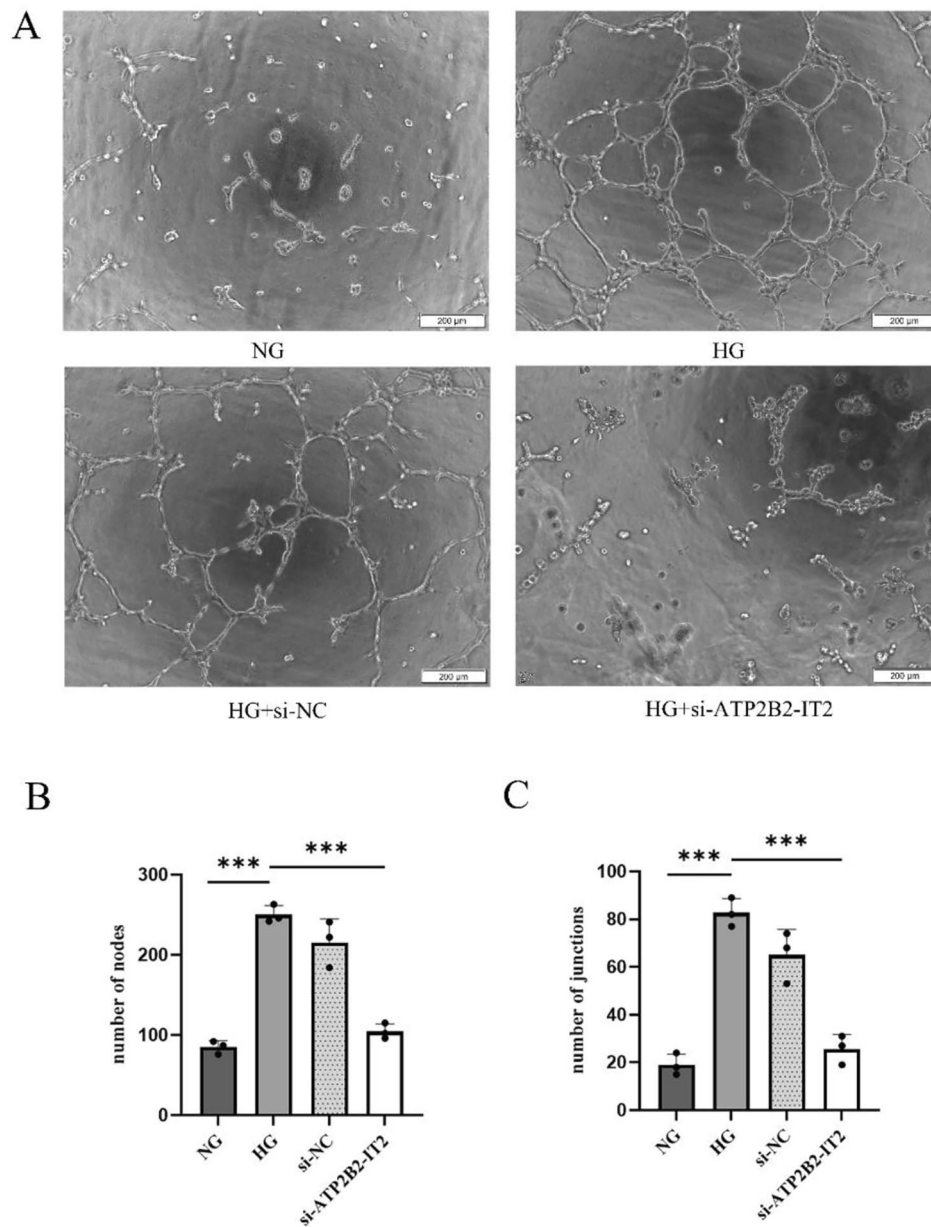 A
200 μm
200 μm
NG
HG
200 μm
200 μm
HG+si-NC
HG+si-ATP2B2-IT2
B
C
***
***
***
***
number of nodes
300
200
100
0
NG
HG
si-NC
si-ATP2B2-IT2
number of junctions
100
80
60
40
20
0
NG
HG
si-NC
si-ATP2B2-IT2